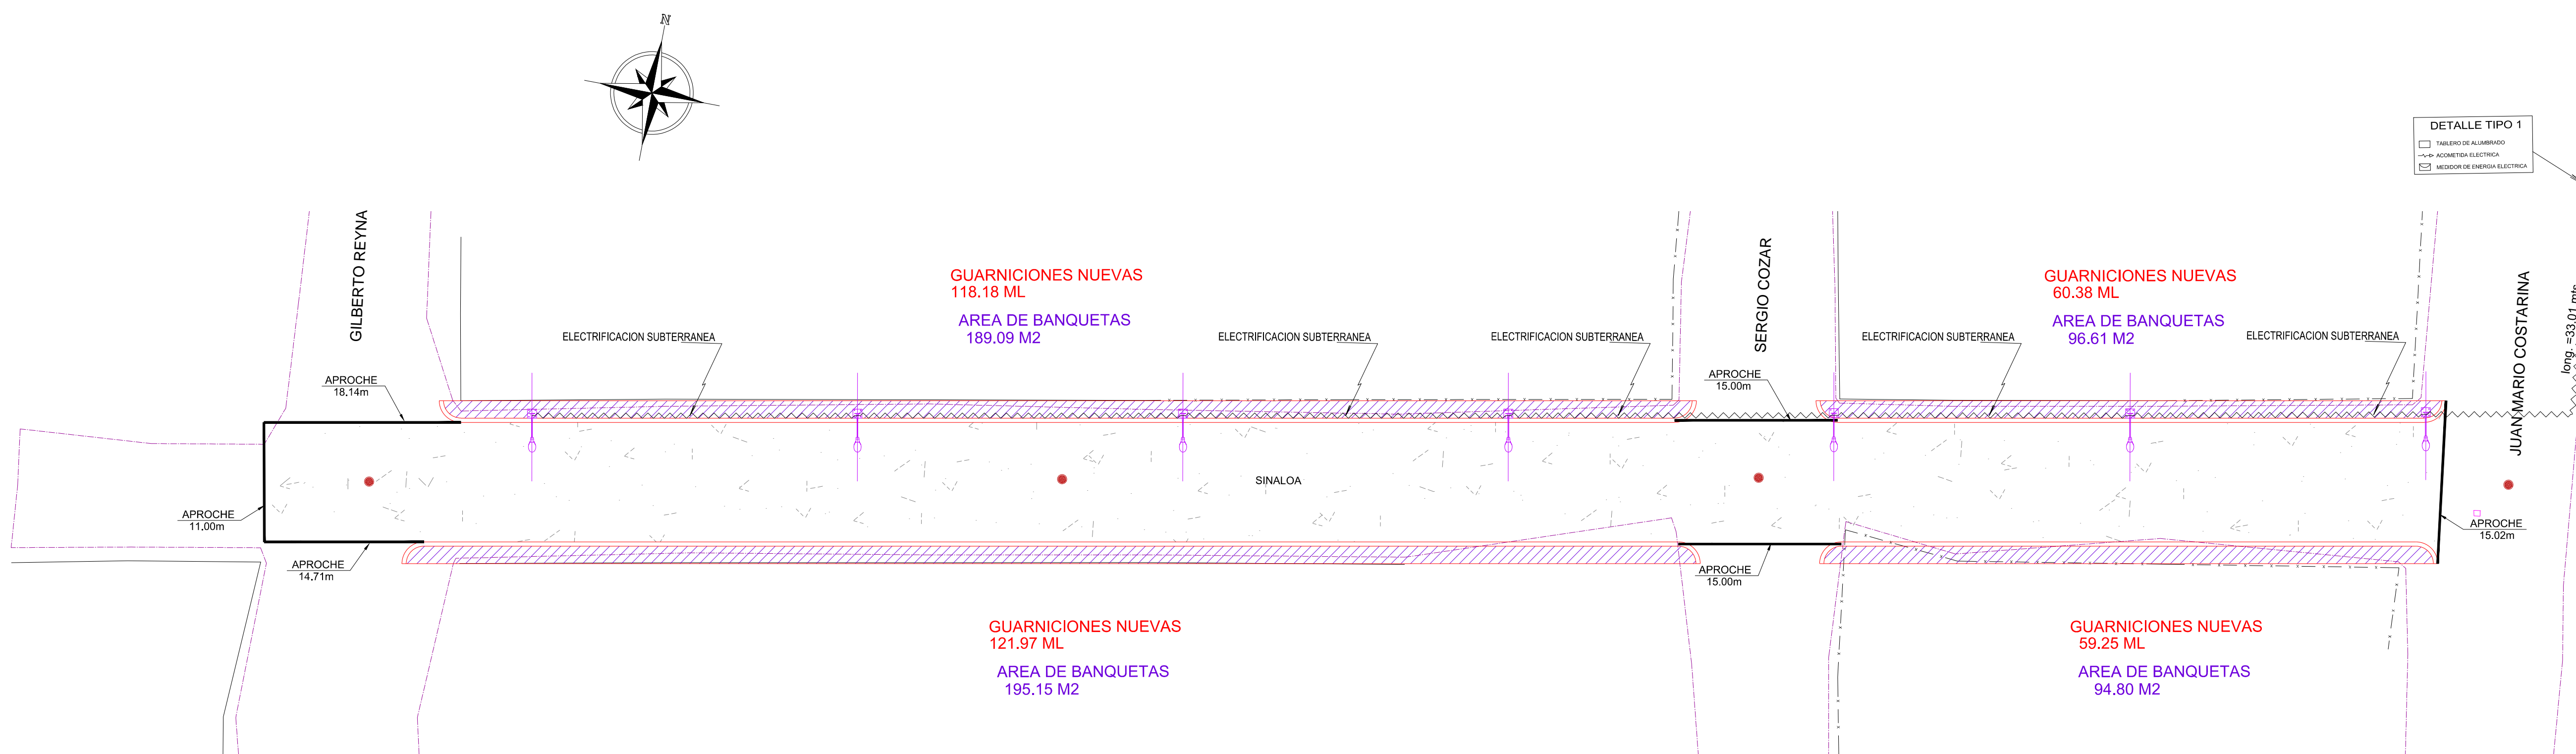 N
DETALLE TIPO 1
TABLERO DE ALUMBRADO
ACOMETIDA ELECTRICA
MEDIDOR DE ENERGIA ELECTRICA
GILBERTO REYNA
GUARNICIONES NUEVAS
118.18 ML
AREA DE BANQUETAS
189.09 M2
SERGIO COZAR
GUARNICIONES NUEVAS
60.38 ML
AREA DE BANQUETAS
96.61 M2
JUAN MARIO COSTARINA
long. =33.01 mts
ELECTRIFICACION SUBTERRANEA
ELECTRIFICACION SUBTERRANEA
ELECTRIFICACION SUBTERRANEA
ELECTRIFICACION SUBTERRANEA
ELECTRIFICACION SUBTERRANEA
APROCHE
18.14m
APROCHE
15.00m
SINALOA
APROCHE
11.00m
APROCHE
15.02m
APROCHE
14.71m
APROCHE
15.00m
GUARNICIONES NUEVAS
121.97 ML
AREA DE BANQUETAS
195.15 M2
GUARNICIONES NUEVAS
59.25 ML
AREA DE BANQUETAS
94.80 M2